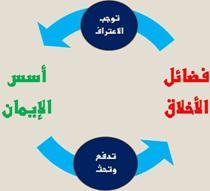 توجب
الاعتراف
فضائل
الأخلاق
أسس
الإيمان
تدفع
وتحث